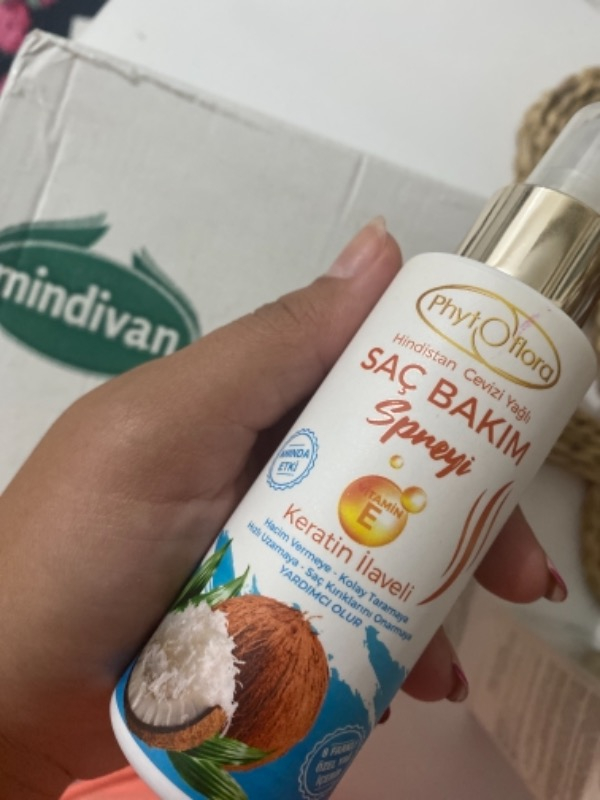 mindivan
Phytoflora
Hindistan Cevizi Yağlı
SAÇ BAKIM
Spreyi
ANINDA
ETKİ
VİTAMİN
E
Keratin İlaveli
Hacim Vermeye - Kolay Taramaya
Hızlı Uzamaya - Saç Kırıklarını Onarmaya
YARDIMCI OLUR
ÖZEL